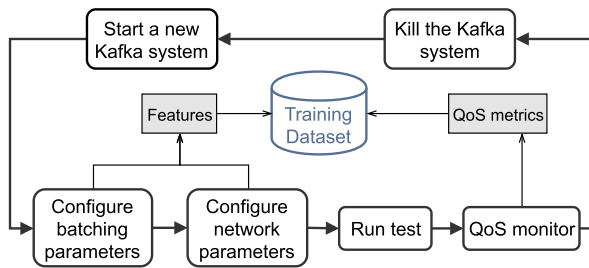 Start a new
Kafka system
Kill the Kafka
system
Features
Training
Dataset
QoS metrics
Configure
batching
parameters
Configure
network
parameters
Run test
QoS monitor